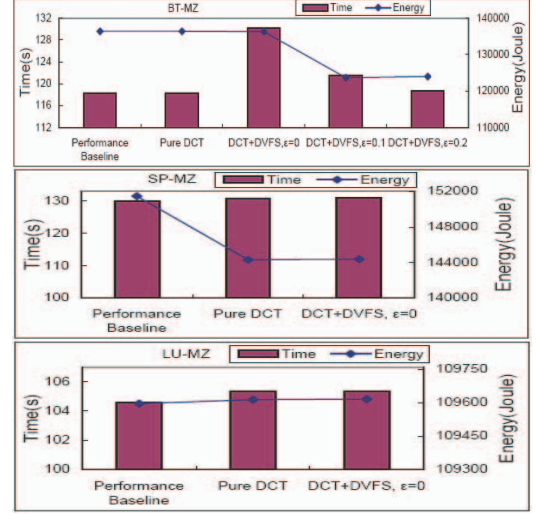 BT-MZ
Time Energy
Time(s)
132
128
124
120
116
112
Energy(Joule)
140000
130000
120000
110000
Performance Baseline
Pure DCT
DCT+DVFS,ε=0
DCT+DVFS,ε=0.1
DCT+DVFS,ε=0.2
SP-MZ
Time Energy
Time(s)
130
120
110
100
Energy(Joule)
152000
148000
144000
140000
Performance Baseline
Pure DCT
DCT+DVFS, ε=0
LU-MZ
Time Energy
Time(s)
106
104
102
100
Energy(Joule)
109750
109600
109450
109300
Performance Baseline
Pure DCT
DCT+DVFS, ε=0